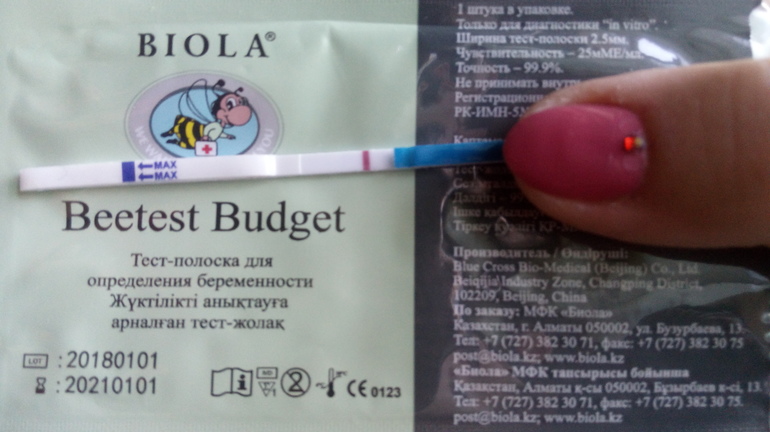 BIOLA®
← MAX
← MAX
Beetest Budget
Тест-полоска для
определения беременности
Жүктілікті анықтауға
арналған тест-жолақ
LOT : 20180101
: 20210101
CE 0123
1 штука в упаковке.
Только для диагностики "in vitro".
Ширина тест-полоски 2.5мм.
Чувствительность – 25мМЕ/мл.
Точность – 99.9%.
Не принимать
РК-ИМН-
Производитель / Өндіруші:
Blue Cross Bio-Medical (Beijing) Co., Ltd.
Beiqijia Industry Zone, Changping District,
102209, Beijing, China
По заказу: МФК «Биола»
Казахстан, г. Алматы 050002, ул. Бузурбаева, 13.
Тел: +7 (727) 382 30 71, факс: +7 (727) 382 30 75
post@biola.kz; www.biola.kz
«Биола» МФК тапсырысы бойынша
Қазақстан, Алматы қ-сы 050002, Бұзырбаев к-сі, 13.
Тел: +7 (727) 382 30 71, факс: +7 (727) 382 30 75.
post@biola.kz; www.biola.kz